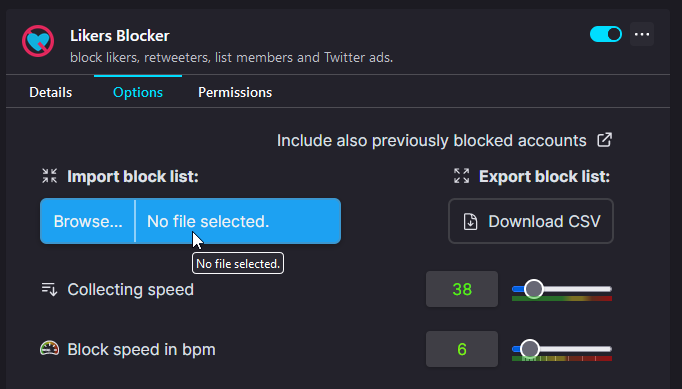 Likers Blocker
block likers, retweeters, list members and Twitter ads.
Details Options Permissions
Include also previously blocked accounts
Import block list: Export block list:
Browse... No file selected. Download CSV
No file selected.
Collecting speed 38
Block speed in bpm 6